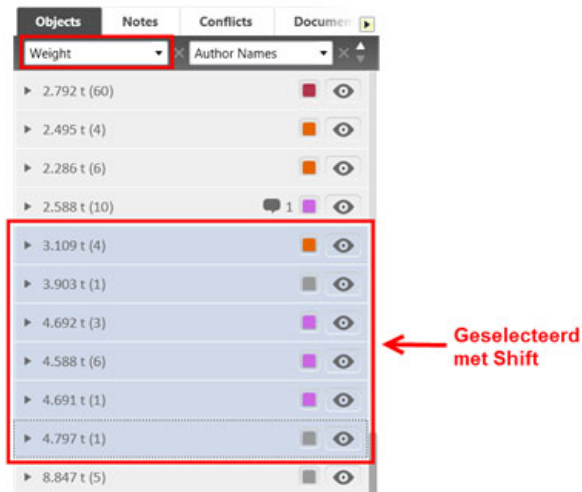 Objects Notes Conflicts Documen
Weight Author Names
2.792 t (60)
2.495 t (4)
2.286 t (6)
2.588 t (10) 1
3.109 t (4)
3.903 t (1)
4.692 t (3)
4.588 t (6)
4.691 t (1)
4.797 t (1)
8.847 t (5)
Geselecteerd
met Shift